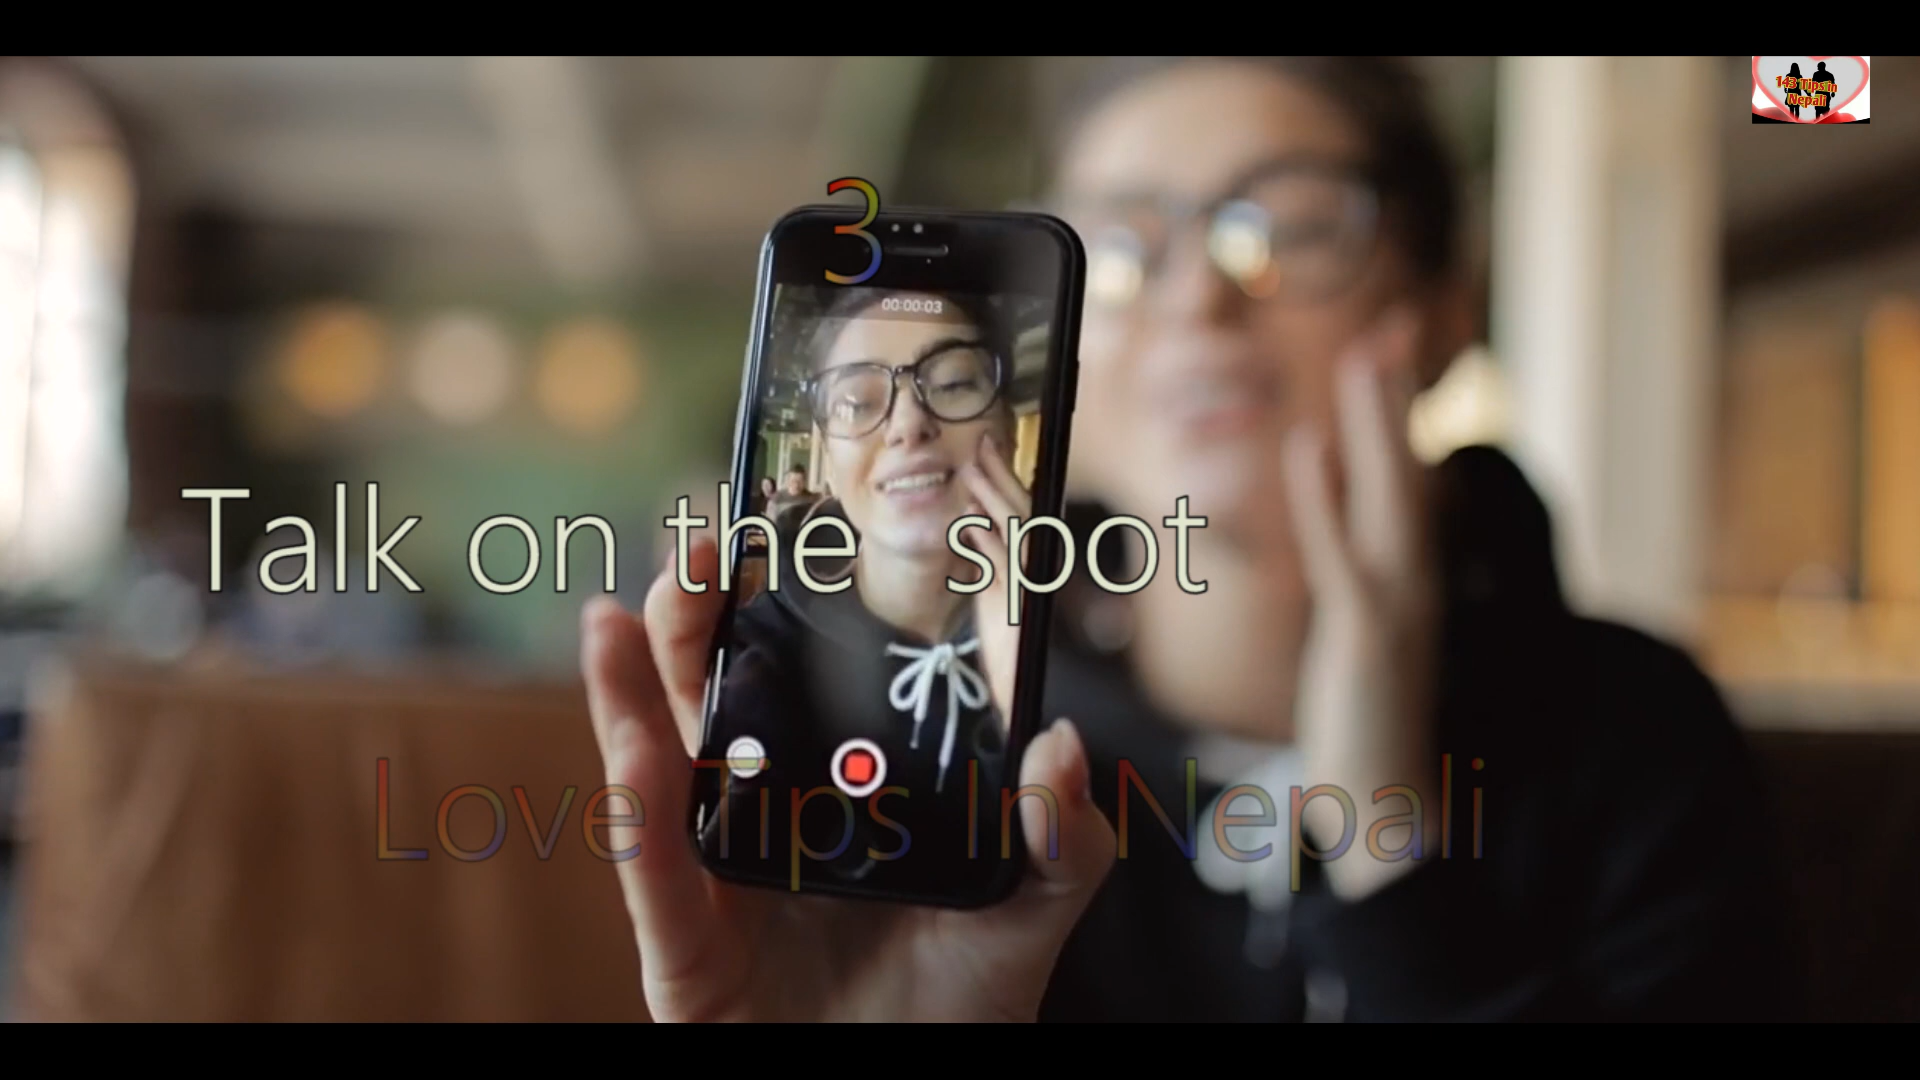 143 Tips in
Nepali
3
00:00:03
Talk on the spot
Love Tips In Nepali